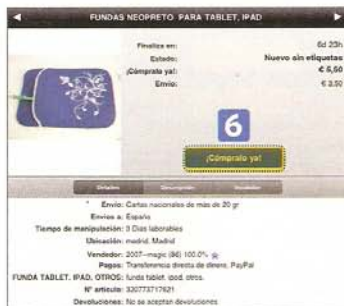 FUNDAS NEOPRETO PARA TABLET, IPAD
Finaliza en: 6d 23h
Estado: Nuevo sin etiquetas
¡Cómpralo ya!: € 5,50
Envío: € 3,50
6
¡Cómpralo ya!
Detalles Descripción Vendedor
Envío: Cartas nacionales de más de 20 gr
Envíos a: España
Tiempo de manipulación: 3 Días laborables
Ubicación: madrid, Madrid
Vendedor: 2007-magic (86) 100.0%
Pagos: Transferencia directa de dinero, PayPal
FUNDA TABLET, IPAD, OTROS: funda tablet, ipod, otros.
Nº artículo: 320773717621
Devoluciones: No se aceptan devoluciones